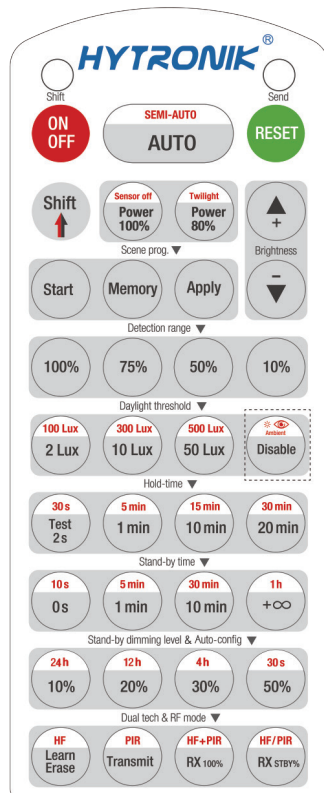 HYTRONIK®
Shift
Send
ON
OFF
SEMI-AUTO
AUTO
RESET
Shift
Sensor off
Power
100%
Twilight
Power
80%
+
Brightness
−
Scene prog. ▼
Start Memory Apply
Detection range ▼
100% 75% 50% 10%
Daylight threshold ▼
100 Lux 300 Lux 500 Lux Ambient
2 Lux 10 Lux 50 Lux Disable
Hold-time ▼
30 s 5 min 15 min 30 min
Test
2 s
1 min 10 min 20 min
Stand-by time ▼
10 s 5 min 30 min 1 h
0 s 1 min 10 min +∞
Stand-by dimming level & Auto-config ▼
24 h 12 h 4 h 30 s
10% 20% 30% 50%
Dual tech & RF mode ▼
HF PIR HF+PIR HF/PIR
Learn
Erase
Transmit RX 100% RX STBY%